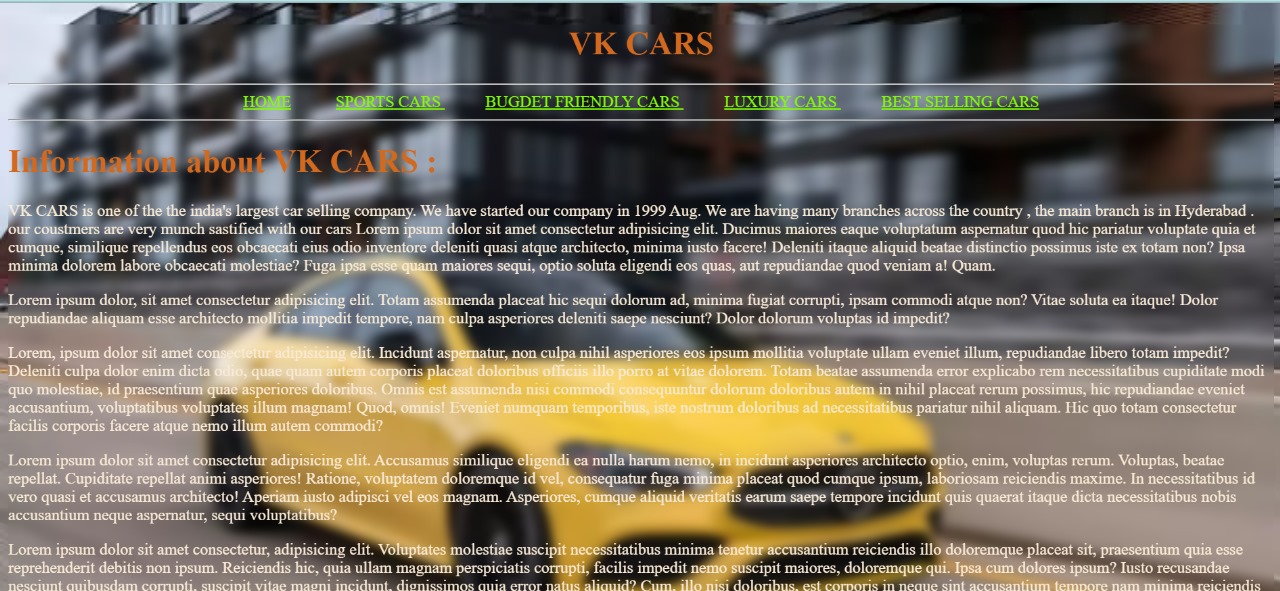 VK CARS
HOME SPORTS CARS BUGDET FRIENDLY CARS LUXURY CARS BEST SELLING CARS
Information about VK CARS :
VK CARS is one of the the india's largest car selling company. We have started our company in 1999 Aug. We are having many branches across the country , the main branch is in Hyderabad .
our coustmers are very munch sastified with our cars Lorem ipsum dolor sit amet consectetur adipisicing elit. Ducimus maiores eaque voluptatum aspernatur quod hic pariatur voluptate quia et
cumque, similique repellendus eos obcaecati eius odio inventore deleniti quasi atque architecto, minima iusto facere! Deleniti itaque aliquid beatae distinctio possimus iste ex totam non? Ipsa
minima dolorem labore obcaecati molestiae? Fuga ipsa esse quam maiores sequi, optio soluta eligendi eos quas, aut repudiandae quod veniam a! Quam.
Lorem ipsum dolor, sit amet consectetur adipisicing elit. Totam assumenda placeat hic sequi dolorum ad, minima fugiat corrupti, ipsam commodi atque non? Vitae soluta ea itaque! Dolor
repudiandae aliquam esse architecto mollitia impedit tempore, nam culpa asperiores deleniti saepe nesciunt? Dolor dolorum voluptas id impedit?
Lorem, ipsum dolor sit amet consectetur adipisicing elit. Incidunt aspernatur, non culpa nihil asperiores eos ipsum mollitia voluptate ullam eveniet illum, repudiandae libero totam impedit?
Deleniti culpa dolor enim dicta odio, quae quam autem corporis placeat doloribus officiis illo porro at vitae dolorem. Totam beatae assumenda error explicabo rem necessitatibus cupiditate modi
quo molestiae, id praesentium quae asperiores doloribus. Omnis est assumenda nisi commodi consequuntur dolorum doloribus autem in nihil placeat rerum possimus, hic repudiandae eveniet
accusantium, voluptatibus voluptates illum magnam! Quod, omnis! Eveniet numquam temporibus, iste nostrum doloribus ad necessitatibus pariatur nihil aliquam. Hic quo totam consectetur
facilis corporis facere atque nemo illum autem commodi?
Lorem ipsum dolor sit amet consectetur adipisicing elit. Accusamus similique eligendi ea nulla harum nemo, in incidunt asperiores architecto optio, enim, voluptas rerum. Voluptas, beatae
repellat. Cupiditate repellat animi asperiores! Ratione, voluptatem doloremque id vel, consequatur fuga minima placeat quod cumque ipsum, laboriosam reiciendis maxime. In necessitatibus id
vero quasi et accusamus architecto! Aperiam iusto adipisci vel eos magnam. Asperiores, cumque aliquid veritatis earum saepe tempore incidunt quis quaerat itaque dicta necessitatibus nobis
accusantium neque aspernatur, sequi voluptatibus?
Lorem ipsum dolor sit amet consectetur, adipisicing elit. Voluptates molestiae suscipit necessitatibus minima tenetur accusantium reiciendis illo doloremque placeat sit, praesentium quia esse
reprehenderit debitis non ipsum. Reiciendis hic, quia ullam magnam perspiciatis corrupti, facilis impedit nemo suscipit maiores, doloremque qui. Ipsa cum dolores ipsum? Iusto recusandae
nesciunt quibusdam corrupti, suscipit vitae magni incidunt, dignissimos quia error natus aliquid? Cum, illo nisi doloribus, est corporis in neque sint accusantium tempore nam minima reiciendis